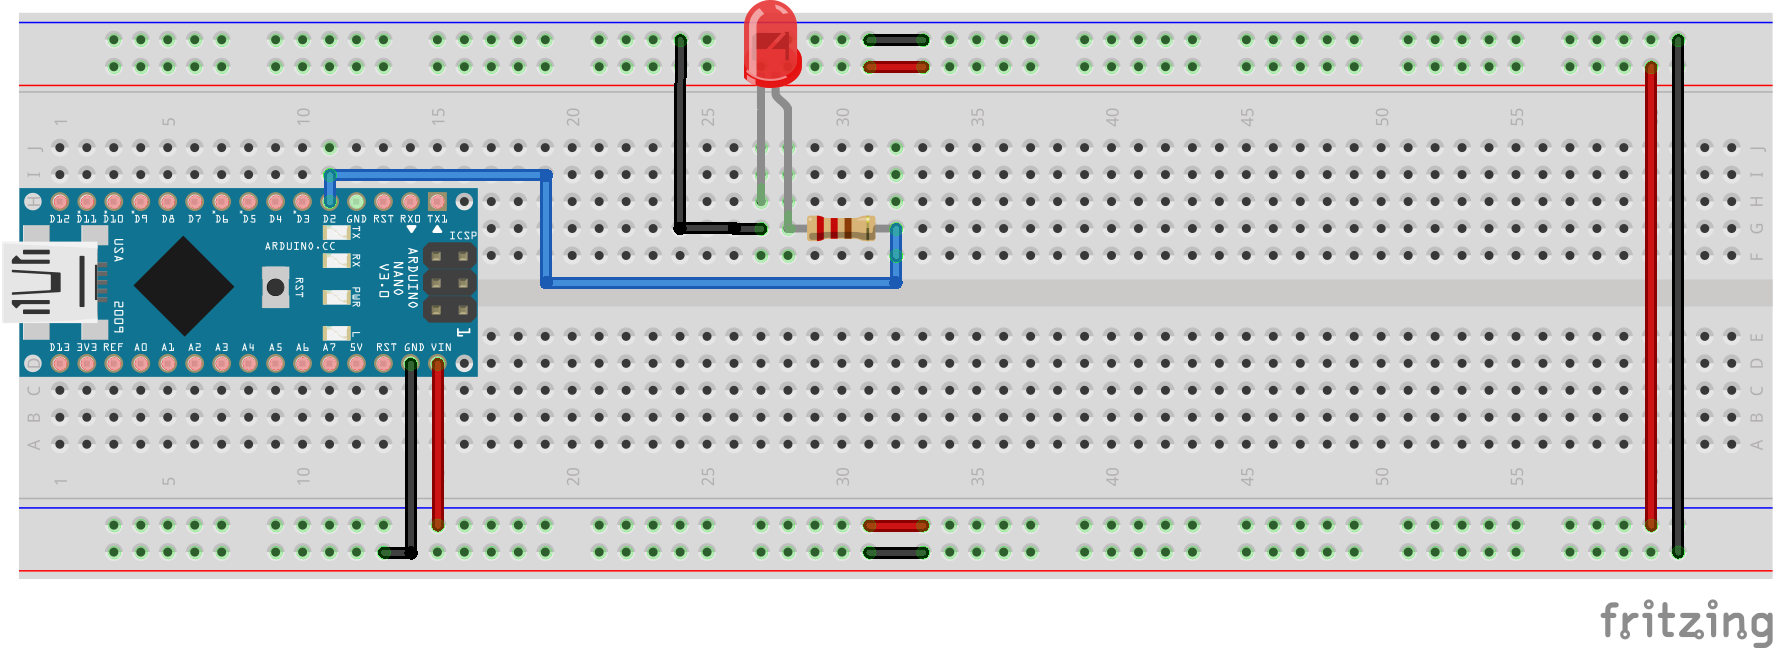 1 5 10 15 20 25 30 35 40 45 50 55
J J
I I
H H
D12 D11 D10 D9 D8 D7 D6 D5 D4 D3 D2 GND RST RX0 TX1
G G
F F
TX
RX
PWR
L
RST
ICSP
1
ARDUINO.CC
ARDUINO
NANO
V3.0
USA
2009
E E
D13 3V3 REF A0 A1 A2 A3 A4 A5 A6 A7 5V RST GND VIN
D D
C C
B B
A A
1 5 10 15 20 25 30 35 40 45 50 55
fritzing